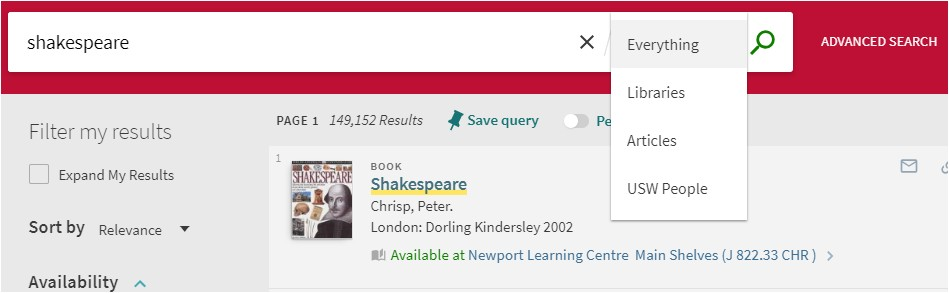 shakespeare
Everything
Libraries
Articles
USW People
ADVANCED SEARCH
Filter my results
Expand My Results
Sort by Relevance
Availability
PAGE 1 149,152 Results Save query
1
BOOK
SHAKESPEARE
Shakespeare
Chrisp, Peter.
London: Dorling Kindersley 2002
Available at Newport Learning Centre Main Shelves (J 822.33 CHR )